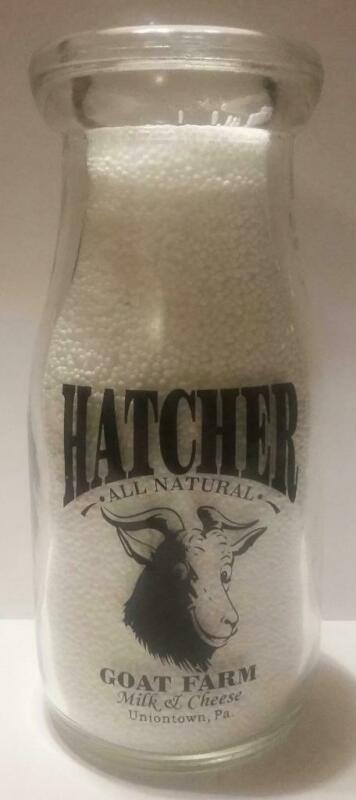 HATCHER
• ALL NATURAL •
GOAT FARM
Milk & Cheese
Uniontown, Pa.